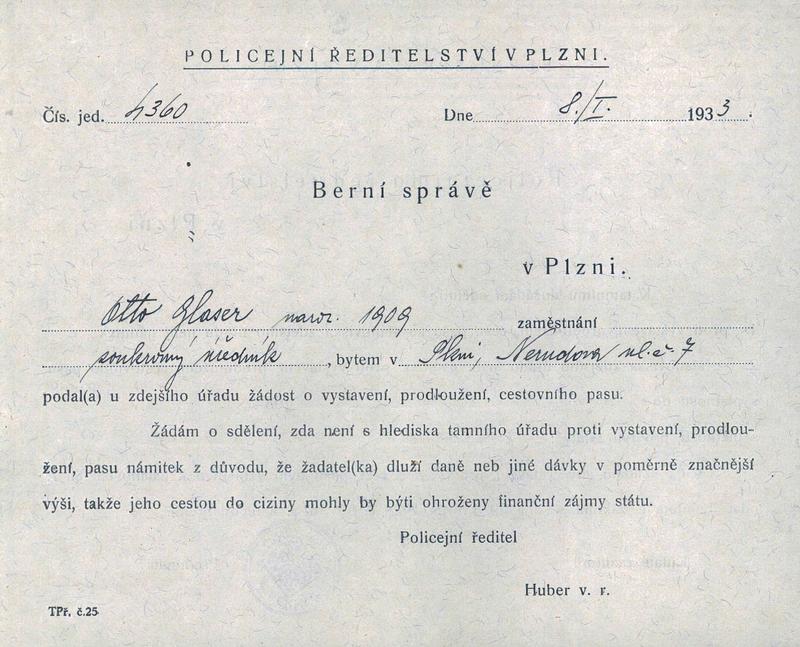 POLICEJNÍ ŘEDITELSTVÍ V PLZNI.
Čís. jed. 4360 Dne 8./I. 1933.
Berní správě
v Plzni.
Otto Glaser naroz. 1909 zaměstnání
soukromý úředník, bytem v Plzni, Nerudova ul. č. 7
podal(a) u zdejšího úřadu žádost o vystavení, prodloužení, cestovního pasu.
Žádám o sdělení, zda není s hlediska tamního úřadu proti vystavení, prodlou-
žení, pasu námitek z důvodu, že žadatel(ka) dluží daně neb jiné dávky v poměrně značnější
výši, takže jeho cestou do ciziny mohly by býti ohroženy finanční zájmy státu.
Policejní ředitel
Huber v. r.
TPř. č.25